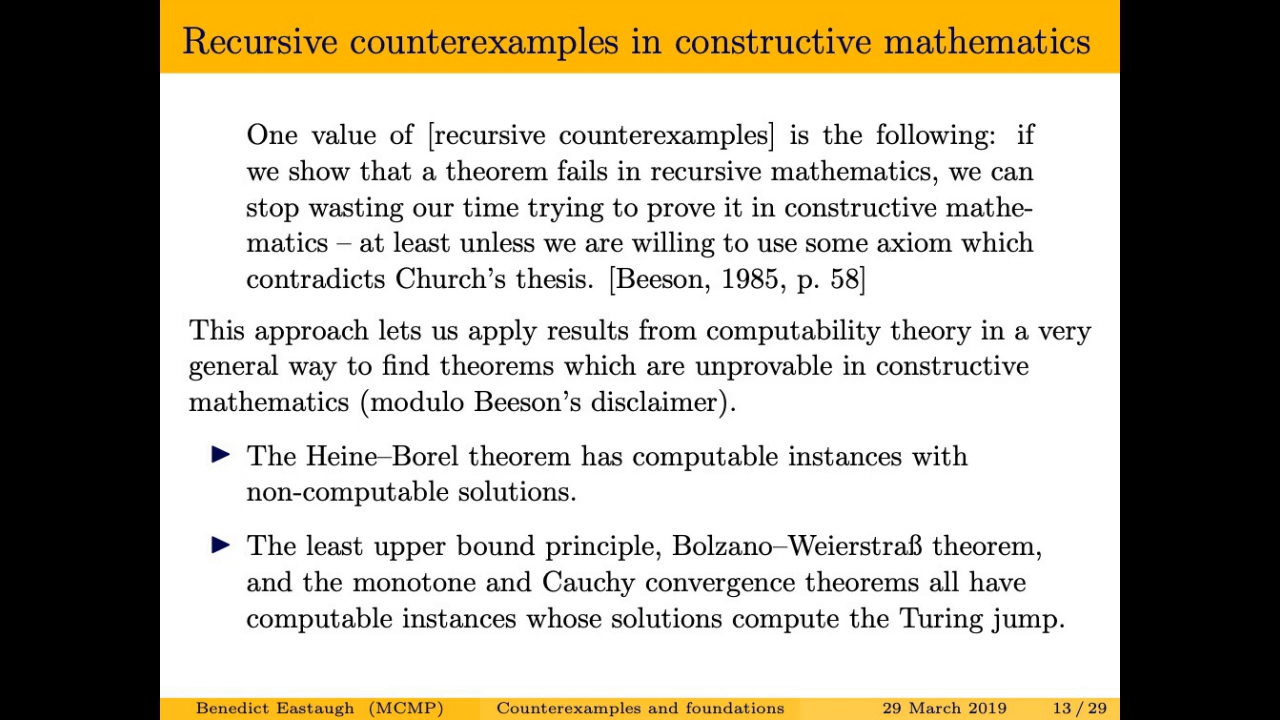 Recursive counterexamples in constructive mathematics
One value of [recursive counterexamples] is the following: if
we show that a theorem fails in recursive mathematics, we can
stop wasting our time trying to prove it in constructive mathe-
matics – at least unless we are willing to use some axiom which
contradicts Church's thesis. [Beeson, 1985, p. 58]
This approach lets us apply results from computability theory in a very
general way to find theorems which are unprovable in constructive
mathematics (modulo Beeson's disclaimer).
▶ The Heine–Borel theorem has computable instances with
non-computable solutions.
▶ The least upper bound principle, Bolzano–Weierstraß theorem,
and the monotone and Cauchy convergence theorems all have
computable instances whose solutions compute the Turing jump.
Benedict Eastaugh (MCMP) Counterexamples and foundations 29 March 2019 13 / 29